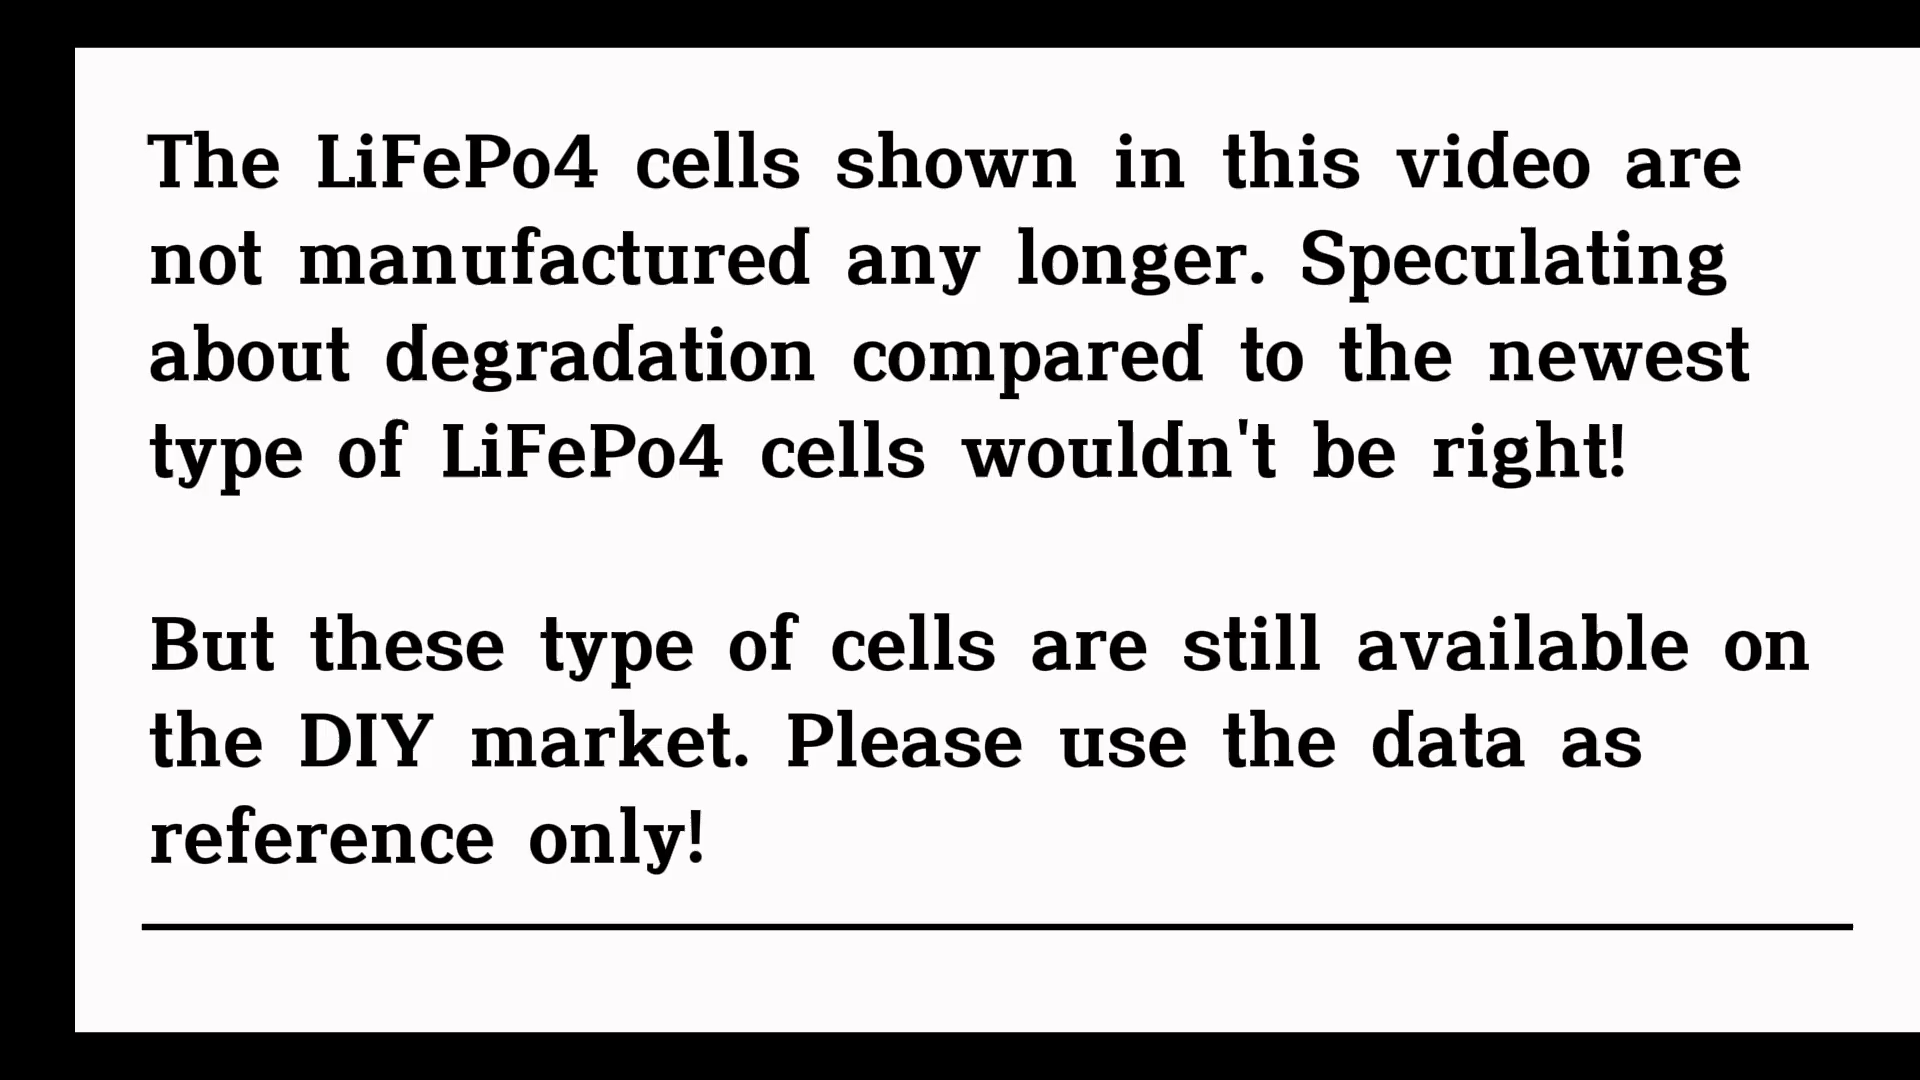 The LiFePo4 cells shown in this video are
not manufactured any longer. Speculating
about degradation compared to the newest
type of LiFePo4 cells wouldn't be right!
But these type of cells are still available on
the DIY market. Please use the data as
reference only!